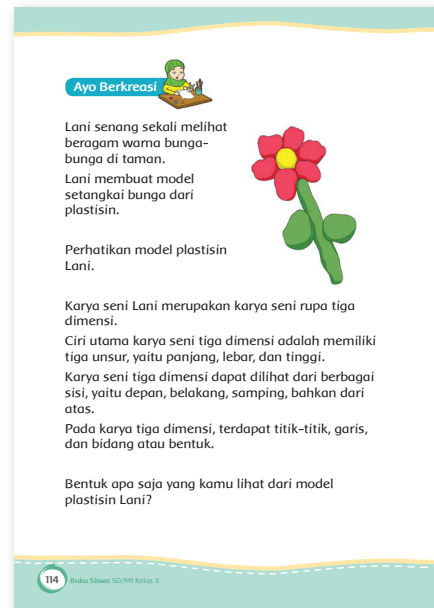 Ayo Berkreasi
Lani senang sekali melihat
beragam warna bunga-
bunga di taman.
Lani membuat model
setangkai bunga dari
plastisin.
Perhatikan model plastisin
Lani.
Karya seni Lani merupakan karya seni rupa tiga
dimensi.
Ciri utama karya seni tiga dimensi adalah memiliki
tiga unsur, yaitu panjang, lebar, dan tinggi.
Karya seni tiga dimensi dapat dilihat dari berbagai
sisi, yaitu depan, belakang, samping, bahkan dari
atas.
Pada karya tiga dimensi, terdapat titik-titik, garis,
dan bidang atau bentuk.
Bentuk apa saja yang kamu lihat dari model
plastisin Lani?
114 Buku Siswa SD/MI Kelas II